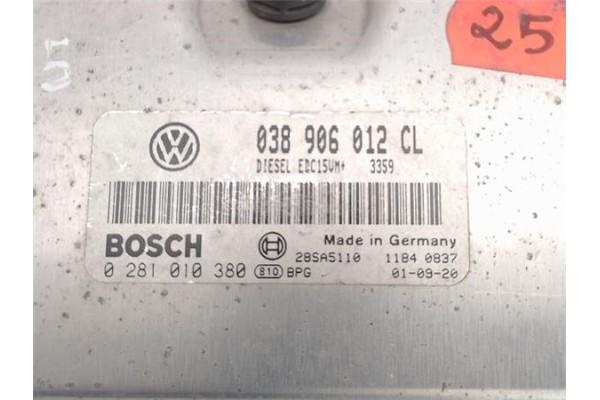 25
038 906 012 CL
DIESEL EDC15VM+ 3359
BOSCH
Made in Germany
28SA5110 1184 0837
0 281 010 380 S10 BPG 01-09-20